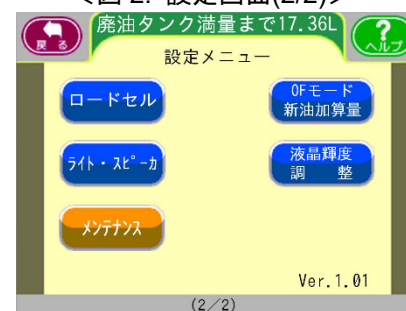 <図 2. 設定画面(2/2)>
廃油タンク満量まで17.36L
戻る
?
ヘルプ
設定メニュー
ロードセル
OFモード
新油加算量
ライト・スピーカ
液晶輝度
調 整
メンテナンス
Ver.1.01
(2/2)